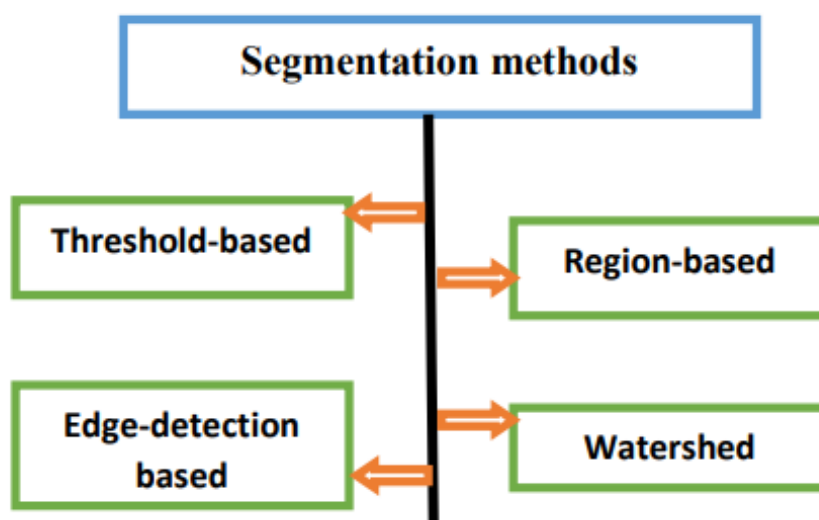 Segmentation methods
Threshold-based
Region-based
Edge-detection
based
Watershed